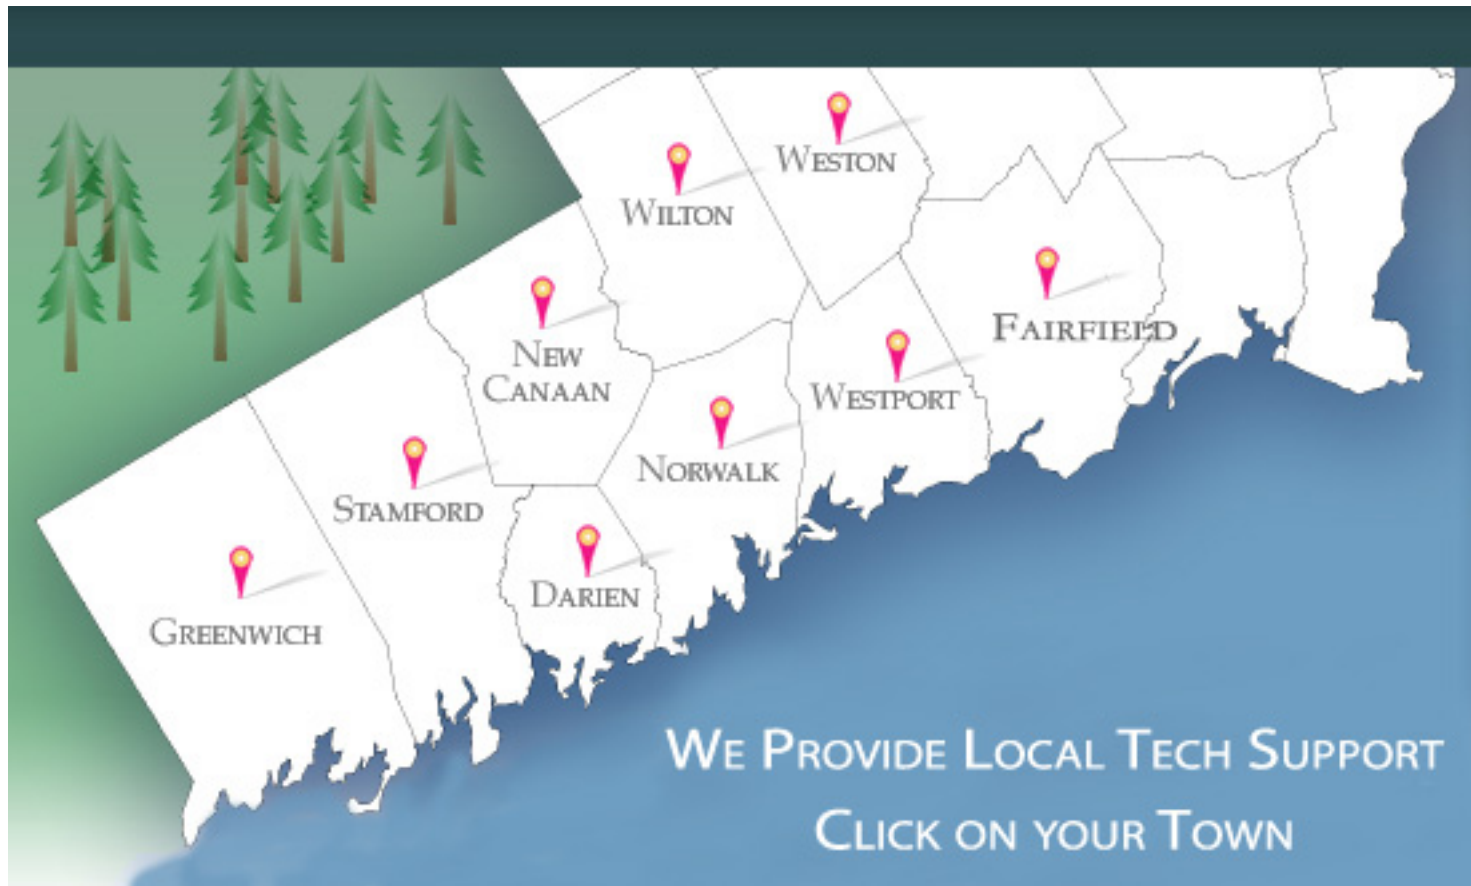 WESTON
WILTON
FAIRFIELD
NEW
CANAAN
WESTPORT
NORWALK
STAMFORD
DARIEN
GREENWICH
WE PROVIDE LOCAL TECH SUPPORT
CLICK ON YOUR TOWN